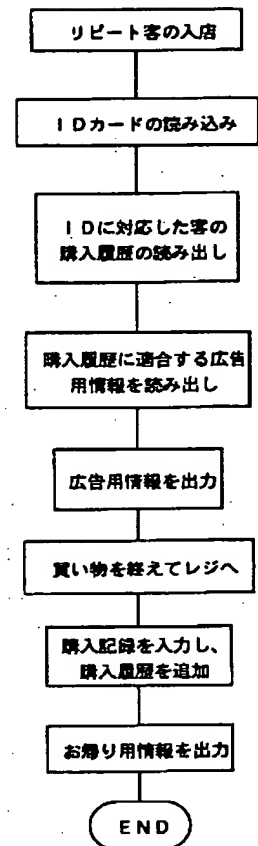 リピート客の入店
IDカードの読み込み
IDに対応した客の
購入履歴の読み出し
購入履歴に適合する広告
用情報を読み出し
広告用情報を出力
買い物を終えてレジへ
購入記録を入力し、
購入履歴を追加
お帰り用情報を出力
END